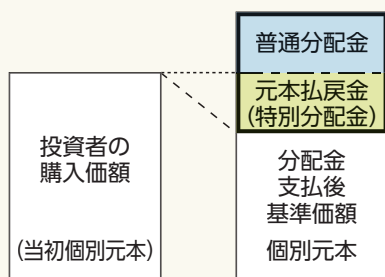 普通分配金
元本払戻金
(特別分配金)
投資者の
購入価額
(当初個別元本)
分配金
支払後
基準価額
個別元本